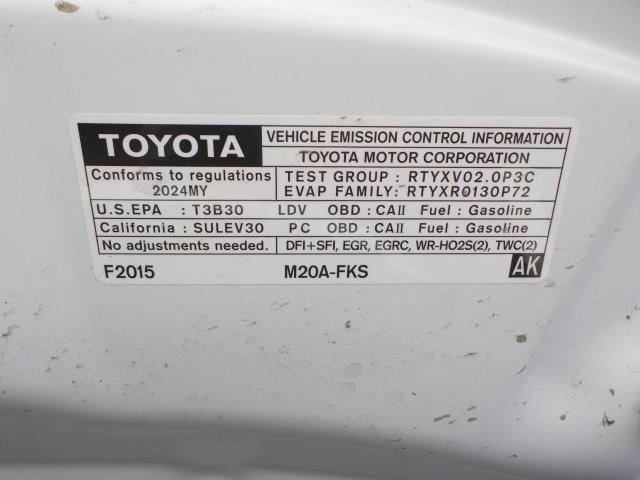 TOYOTA
VEHICLE EMISSION CONTROL INFORMATION
TOYOTA MOTOR CORPORATION
Conforms to regulations
2024MY
TEST GROUP : RTYXV02.0P3C
EVAP FAMILY: RTYXR0130P72
U.S.EPA : T3B30 LDV OBD : CAII Fuel : Gasoline
California : SULEV30 PC OBD : CAII Fuel : Gasoline
No adjustments needed.
DFI+SFI, EGR, EGRC, WR-HO2S(2), TWC(2)
F2015 M20A-FKS AK